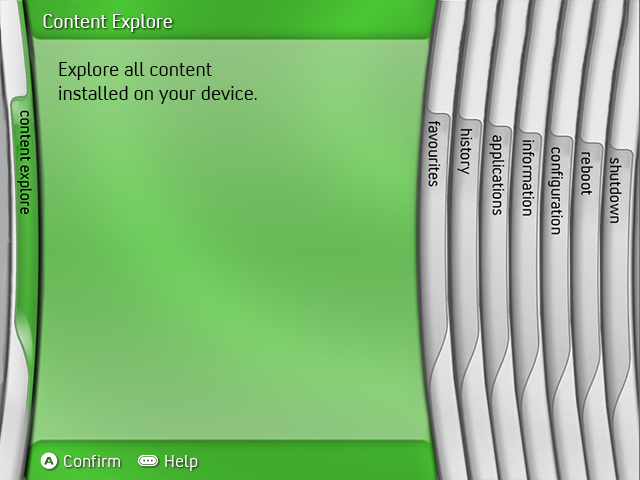 Content Explore
Explore all content
installed on your device.
content explore
favourites
history
applications
information
configuration
reboot
shutdown
A Confirm
Help